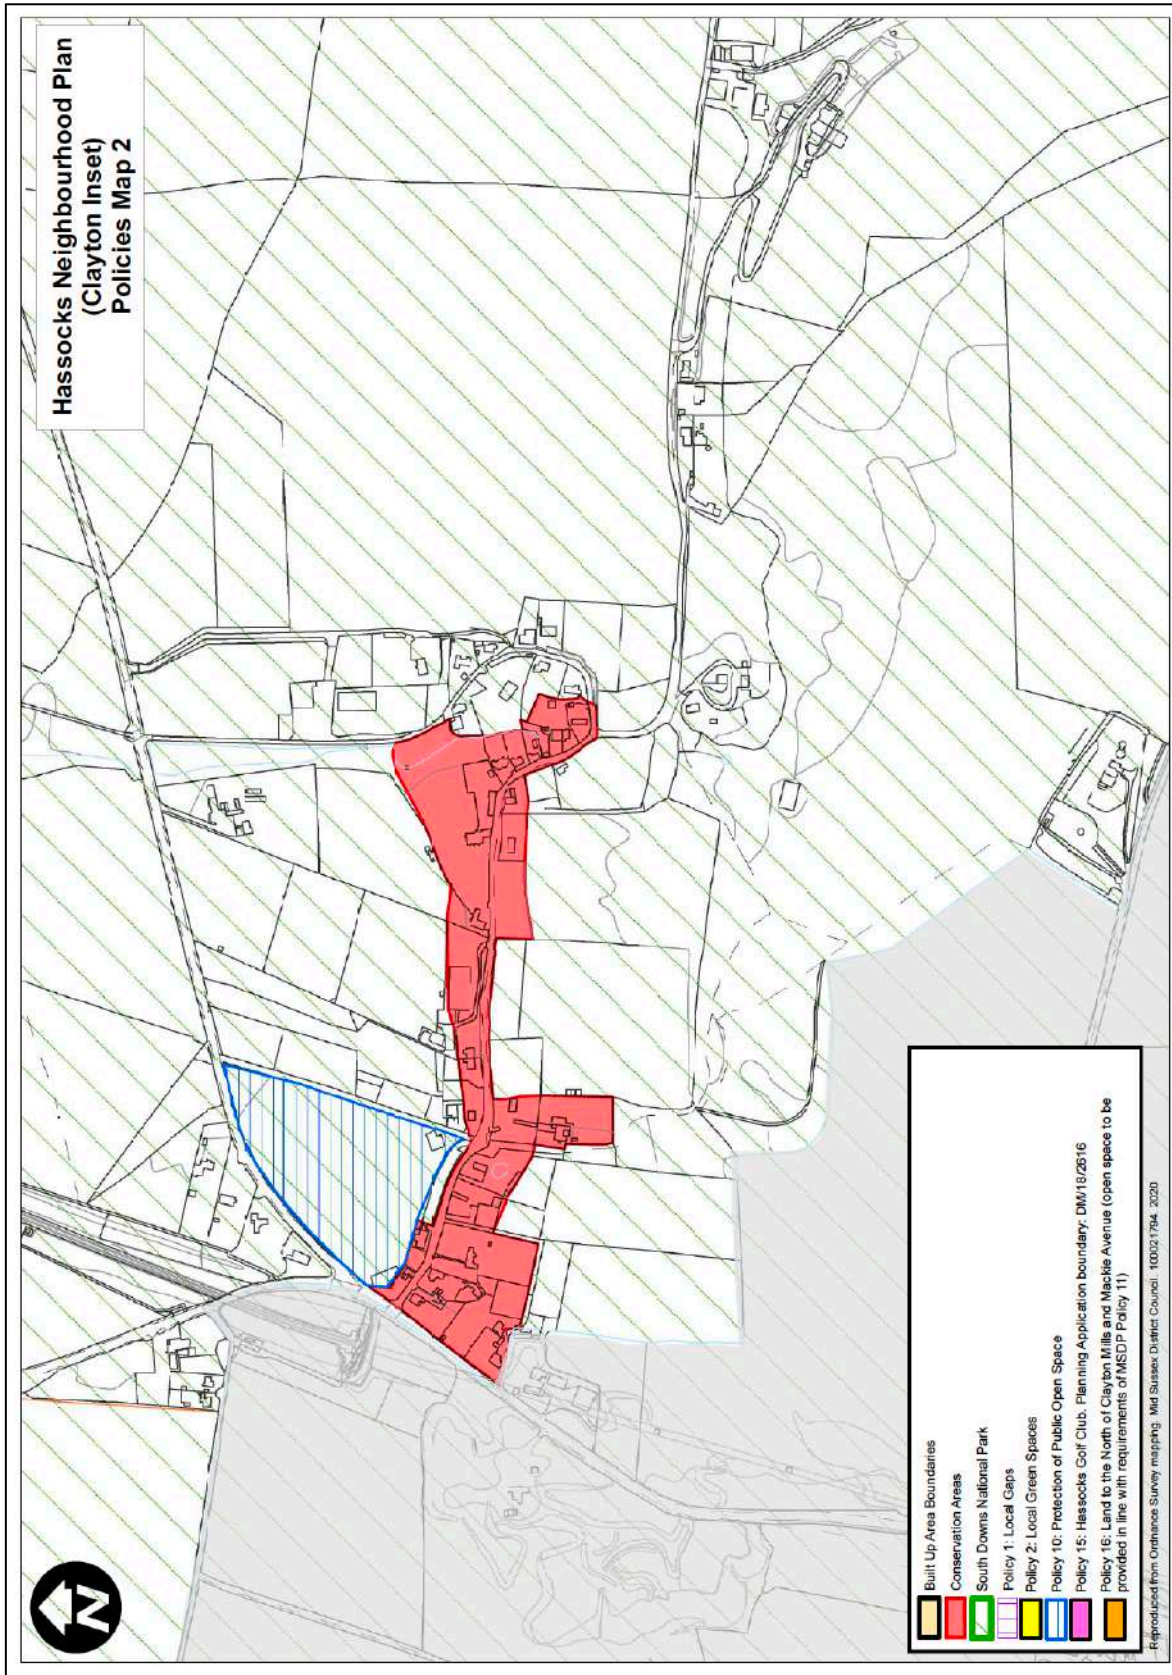 Hassocks Neighbourhood Plan
(Clayton Inset)
Policies Map 2
N
Built Up Area Boundaries
Conservation Areas
South Downs National Park
Policy 1: Local Gaps
Policy 2: Local Green Spaces
Policy 10: Protection of Public Open Space
Policy 15: Hassocks Golf Club. Planning Application boundary: DM/18/2616
Policy 16: Land to the North of Clayton Mills and Mackie Avenue (open space to be
provided in line with requirements of MSDP Policy 11)
Reproduced from Ordnance Survey mapping. Mid Sussex District Council. 100021794. 2020